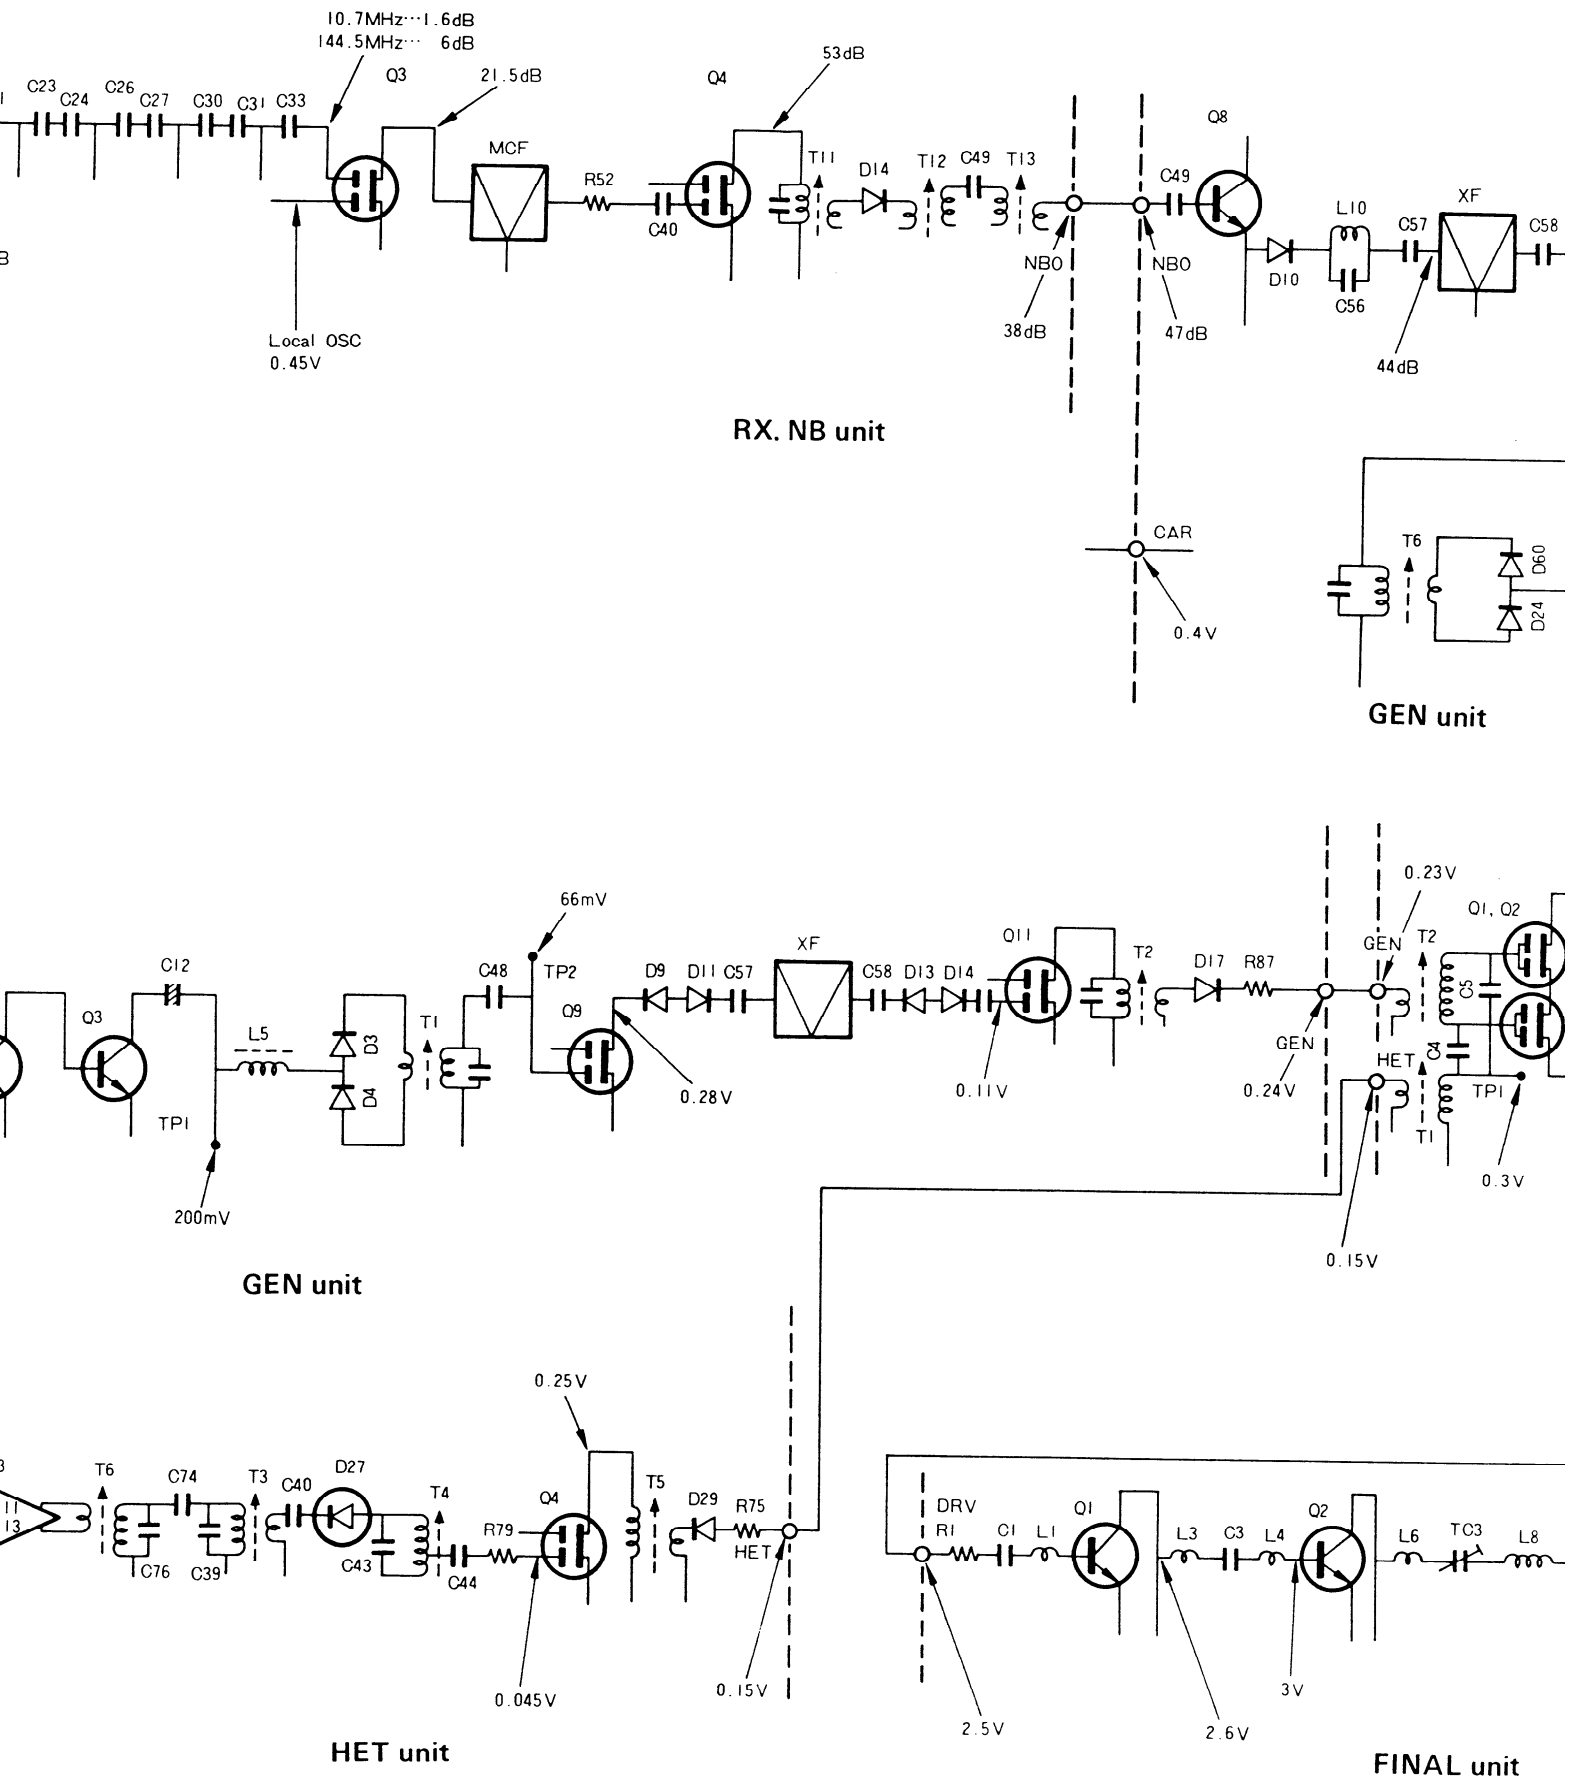 10.7MHz···1.6dB
144.5MHz··· 6dB
Q3
21.5dB
Q4
53dB
Q8
C23
C24
C26
C27
C30
C31
C33
MCF
R52
C40
T11
D14
T12
C49
T13
C49
L10
C57
XF
C58
NBO
NBO
D10
C56
B
38dB
47dB
44dB
Local OSC
0.45V
RX. NB unit
CAR
0.4V
T6
D60
D24
GEN unit
66mV
0.23V
Q1, Q2
C12
C48
TP2
D9
D11
C57
XF
C58
D13
D14
Q11
T2
D17
R87
GEN
T2
C5
Q3
L5
D3
D4
T1
Q9
GEN
HET
C4
TP1
0.28V
0.11V
0.24V
TP1
T1
0.3V
200mV
0.15V
GEN unit
0.25V
3
11
13
T6
C74
T3
C40
D27
T4
Q4
T5
D29
R75
R79
HET
C76
C39
C43
C44
DRV
R1
C1
L1
Q1
L3
C3
L4
Q2
L6
TC3
L8
0.045V
0.15V
2.5V
2.6V
3V
HET unit
FINAL unit